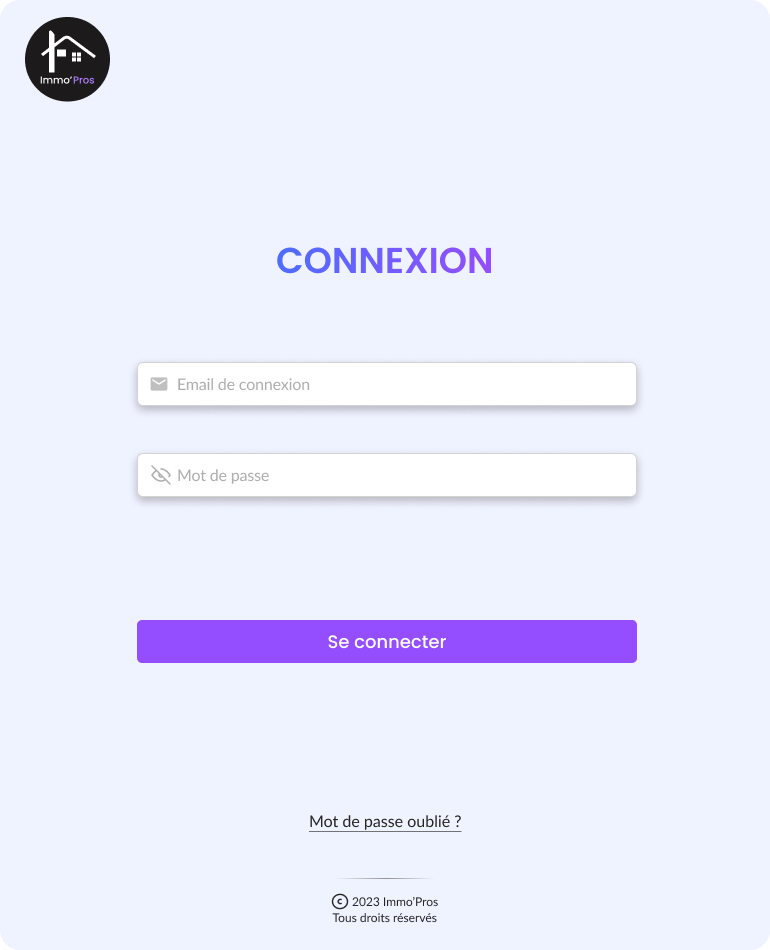 Immo'Pros
CONNEXION
Email de connexion
Mot de passe
Se connecter
Mot de passe oublié ?
© 2023 Immo'Pros
Tous droits réservés